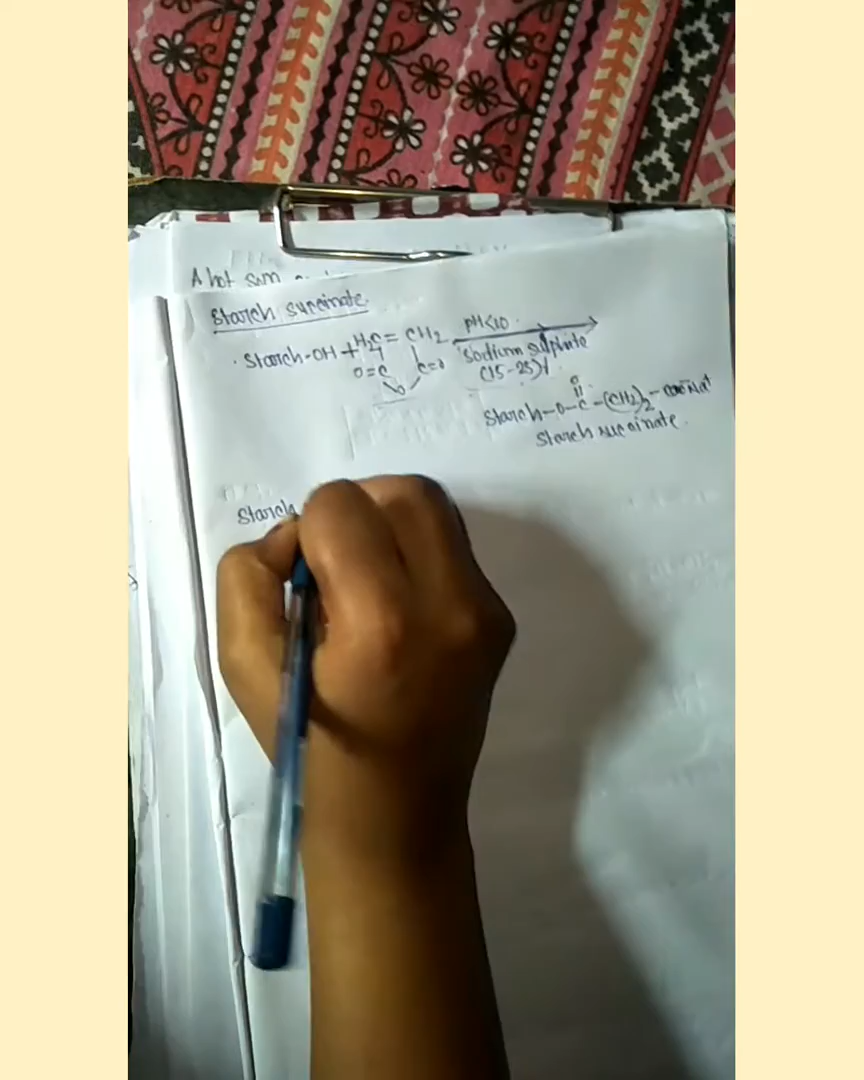 A hot
Starch succinate.
Starch-OH + H₂C = CH₂
pH<10
O=C C=O
Sodium sulphate
(15-25)%
O
O
Starch-O-C-(CH₂)₂-COO⁻Na⁺
Starch succinate.
Starch